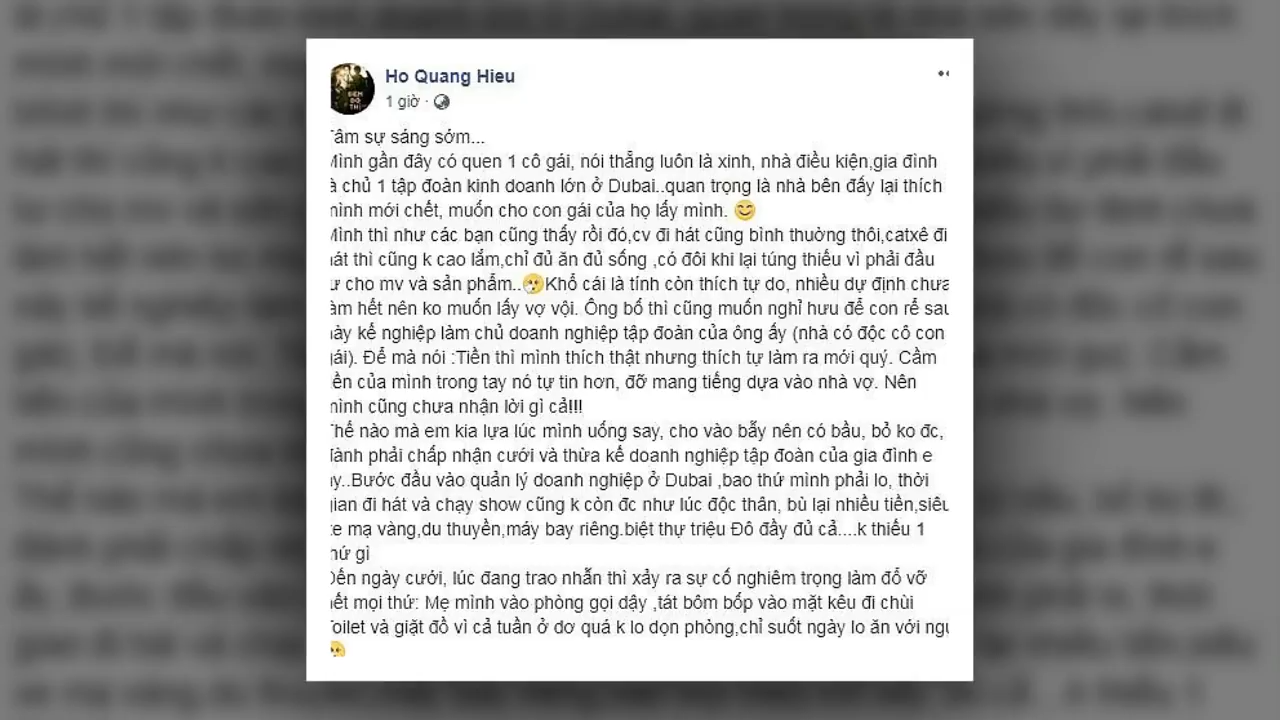 Ho Quang Hieu
1 giờ
Tâm sự sáng sớm...
Mình gần đây có quen 1 cô gái, nói thẳng luôn là xinh, nhà điều kiện,gia đình
là chủ 1 tập đoàn kinh doanh lớn ở Dubai..quan trọng là nhà bên đấy lại thích
mình mới chết, muốn cho con gái của họ lấy mình. 😊
Mình thì như các bạn cũng thấy rồi đó,cv đi hát cũng bình thuờng thôi,catxê đi
hát thì cũng k cao lắm,chỉ đủ ăn đủ sống ,có đôi khi lại túng thiếu vì phải đầu
tư cho mv và sản phẩm..Khổ cái là tính còn thích tự do, nhiều dự định chưa
làm hết nên ko muốn lấy vợ vội. Ông bố thì cũng muốn nghỉ hưu để con rể sau
này kế nghiệp làm chủ doanh nghiệp tập đoàn của ông ấy (nhà có độc cô con
gái). Để mà nói :Tiền thì mình thích thật nhưng thích tự làm ra mới quý. Cầm
tiền của mình trong tay nó tự tin hơn, đỡ mang tiếng dựa vào nhà vợ. Nên
mình cũng chưa nhận lời gì cả!!!
Thế nào mà em kia lựa lúc mình uống say, cho vào bẫy nên có bầu, bỏ ko đc,
đành phải chấp nhận cưới và thừa kế doanh nghiệp tập đoàn của gia đình e
ấy..Bước đầu vào quản lý doanh nghiệp ở Dubai ,bao thứ mình phải lo, thời
gian đi hát và chạy show cũng k còn đc như lúc độc thân, bù lại nhiều tiền,siêu
xe mạ vàng,du thuyền,máy bay riêng.biệt thự triệu Đô đầy đủ cả....k thiếu 1
thứ gì
Đến ngày cưới, lúc đang trao nhẫn thì xảy ra sự cố nghiêm trọng làm đổ vỡ
hết mọi thứ: Mẹ mình vào phòng gọi dậy ,tát bôm bốp vào mặt kêu đi chùi
Toilet và giặt đồ vì cả tuần ở dơ quá k lo dọn phòng,chỉ suốt ngày lo ăn với ngủ